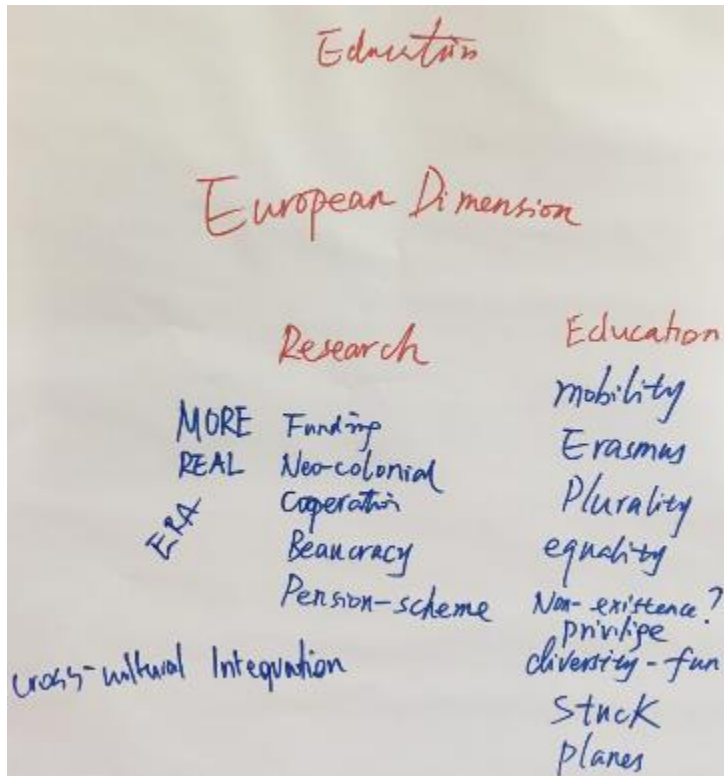 Education
European Dimension
Research
MORE Funding
REAL Neo-colonial
ERA Cooperation
Beaucracy
Pension-scheme
cross-cultural Integration
Education
mobility
Erasmus
Plurality
equality
Non-existence?
privilige
diversity-fun
Stuck
planes